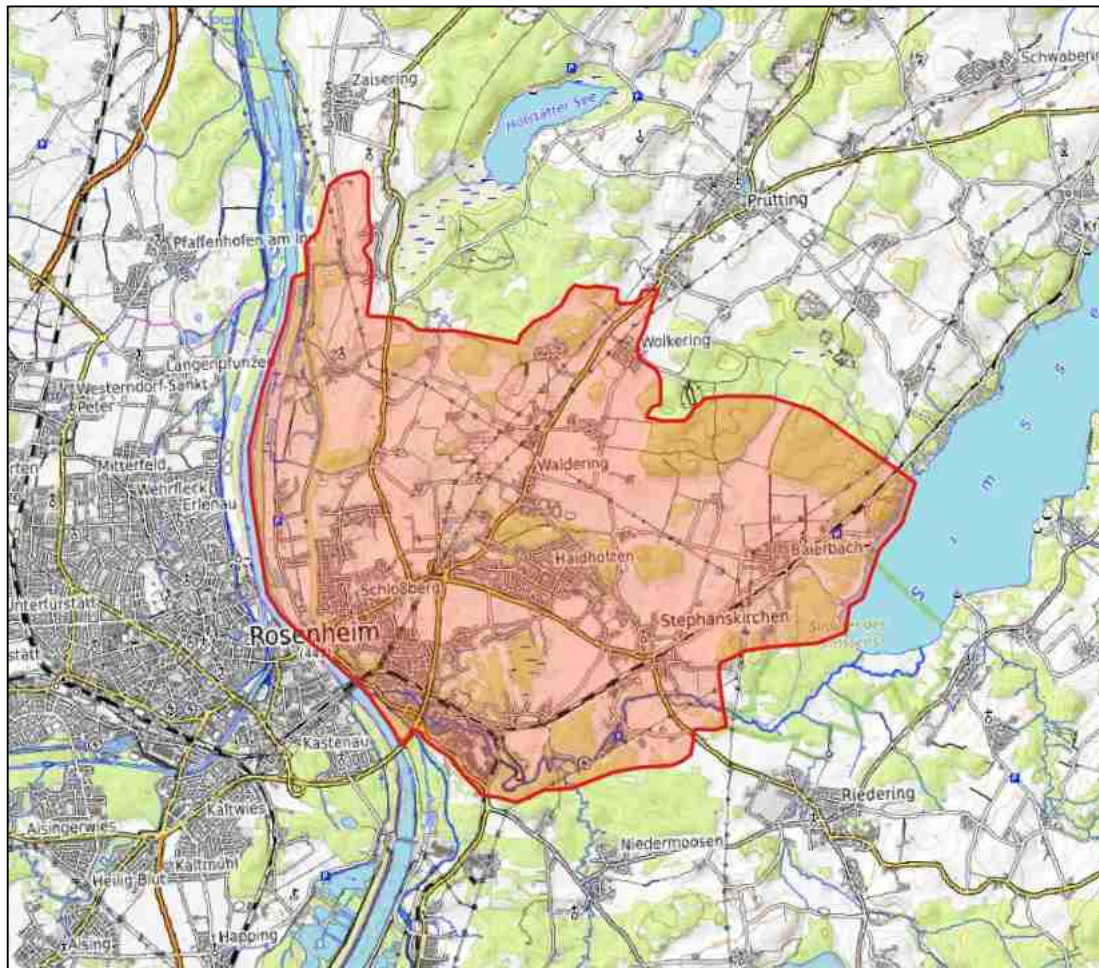 Zaisering
Schwabering
Hofstätter See
Prutting
Pfaffenhofen am Inn
Wolkering
Langenpfunzen
Westerndorf-Sankt
Peter
Mitterfeld
Wehrfleck
Erlenau
Waldering
Haidholzen
Baierbach
Schloßberg
Stephanskirchen
Unterfürstätt
Rosenheim
Kastenau
Kaltwies
Riedering
Aisingerwies
Niedermoosen
Kaltmühl
Heilig-Blut
Happing
Aising